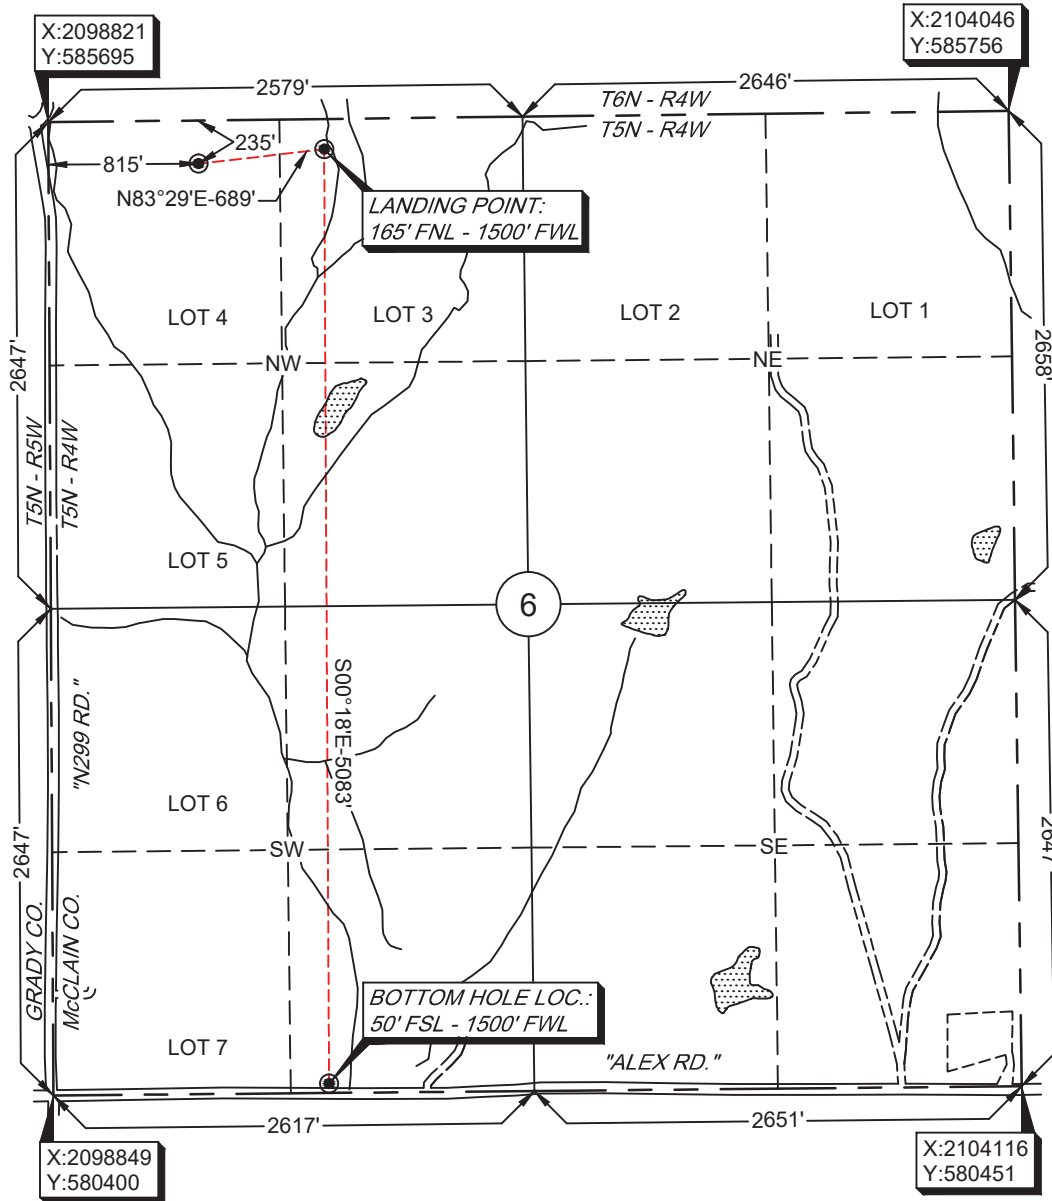 X:2098821
Y:585695
X:2104046
Y:585756
2579'
2646'
T6N - R4W
T5N - R4W
235'
815'
N83°29'E-689'
LANDING POINT:
165' FNL - 1500' FWL
LOT 4
LOT 3
LOT 2
LOT 1
2647'
2658'
NW
NE
T5N - R5W
T5N - R4W
LOT 5
6
S00°18'E-5083'
"N299 RD."
LOT 6
2647'
2647'
SW
SE
GRADY CO.
McCLAIN CO.
BOTTOM HOLE LOC.:
50' FSL - 1500' FWL
LOT 7
"ALEX RD."
2617'
2651'
X:2098849
Y:580400
X:2104116
Y:580451